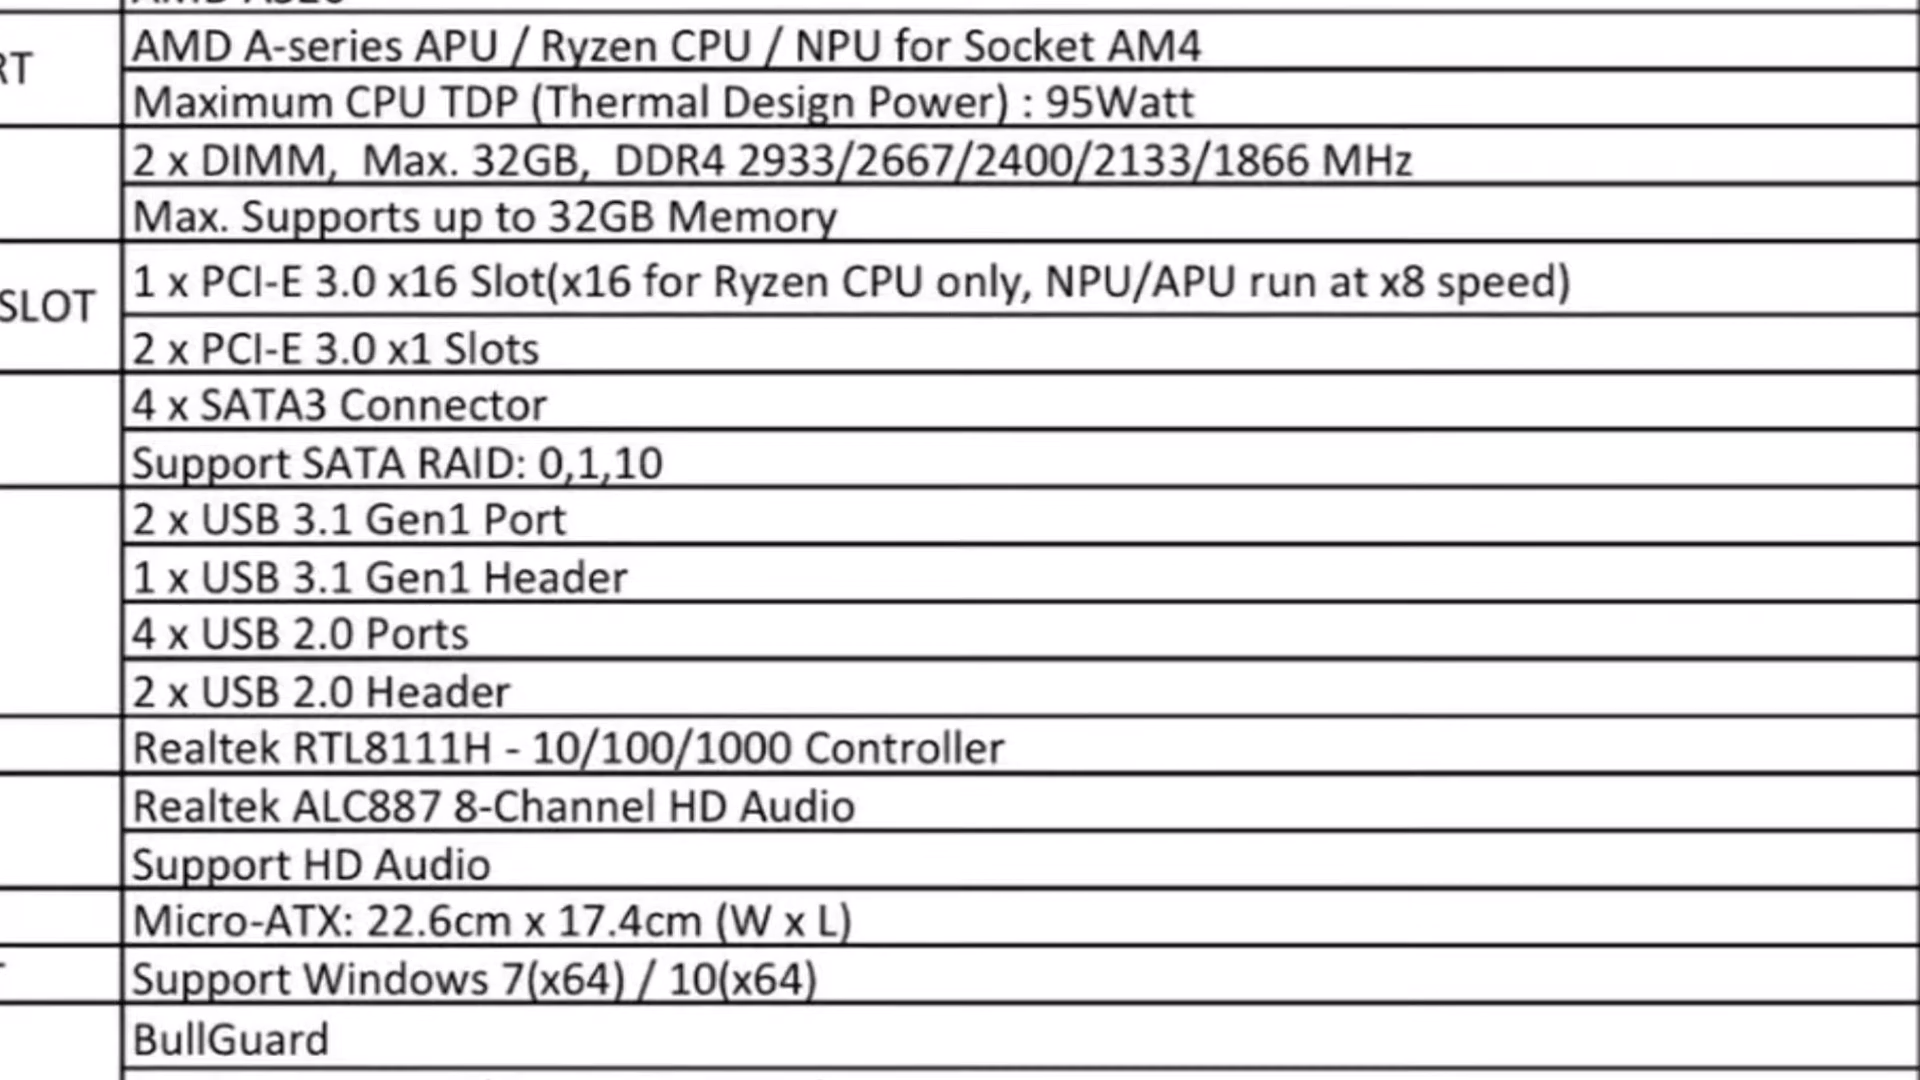 AMD A320
RT
AMD A-series APU / Ryzen CPU / NPU for Socket AM4
Maximum CPU TDP (Thermal Design Power) : 95Watt
2 x DIMM,  Max. 32GB,  DDR4 2933/2667/2400/2133/1866 MHz
Max. Supports up to 32GB Memory
SLOT
1 x PCI-E 3.0 x16 Slot(x16 for Ryzen CPU only, NPU/APU run at x8 speed)
2 x PCI-E 3.0 x1 Slots
4 x SATA3 Connector
Support SATA RAID: 0,1,10
2 x USB 3.1 Gen1 Port
1 x USB 3.1 Gen1 Header
4 x USB 2.0 Ports
2 x USB 2.0 Header
Realtek RTL8111H - 10/100/1000 Controller
Realtek ALC887 8-Channel HD Audio
Support HD Audio
Micro-ATX: 22.6cm x 17.4cm (W x L)
Support Windows 7(x64) / 10(x64)
BullGuard